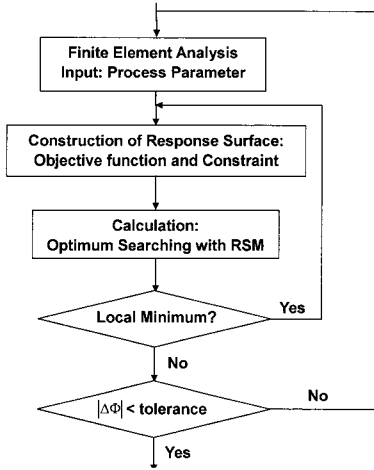 Finite Element Analysis
Input: Process Parameter
Construction of Response Surface:
Objective function and Constraint
Calculation:
Optimum Searching with RSM
Local Minimum?
Yes
No
|ΔΦ| < tolerance
No
Yes